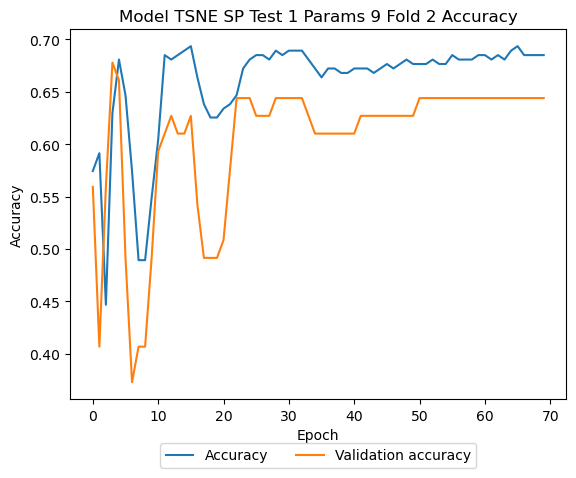 Model TSNE SP Test 1 Params 9 Fold 2 Accuracy
0.70
0.65
0.60
0.55
0.50
0.45
0.40
Accuracy
0 10 20 30 40 50 60 70
Epoch
Accuracy Validation accuracy